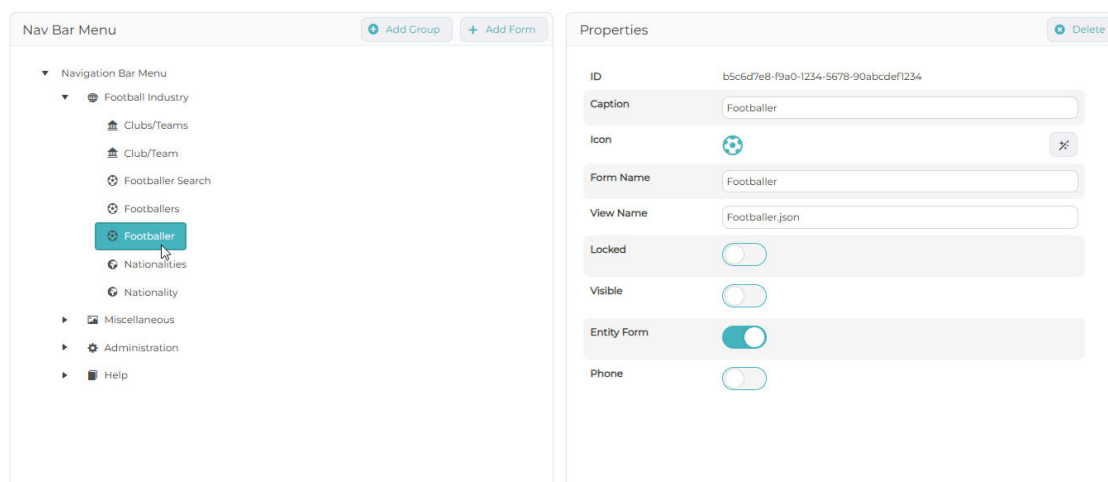 Nav Bar Menu
Add Group
Add Form
Navigation Bar Menu
Football Industry
Clubs/Teams
Club/Team
Footballer Search
Footballers
Footballer
Nationalities
Nationality
Miscellaneous
Administration
Help
Properties
Delete
ID b5c6d7e8-f9a0-1234-5678-90abcdef1234
Caption Footballer
Icon
Form Name Footballer
View Name Footballer.json
Locked
Visible
Entity Form
Phone